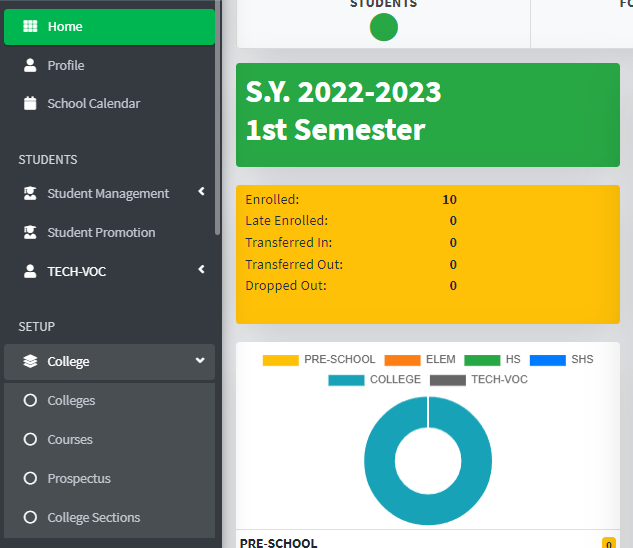 Home
Profile
School Calendar
STUDENTS
Student Management
Student Promotion
TECH-VOC
SETUP
College
Colleges
Courses
Prospectus
College Sections
STUDENTS
S.Y. 2022-2023
1st Semester
Enrolled: 10
Late Enrolled: 0
Transferred In: 0
Transferred Out: 0
Dropped Out: 0
PRE-SCHOOL ELEM HS SHS
COLLEGE TECH-VOC
PRE-SCHOOL 0